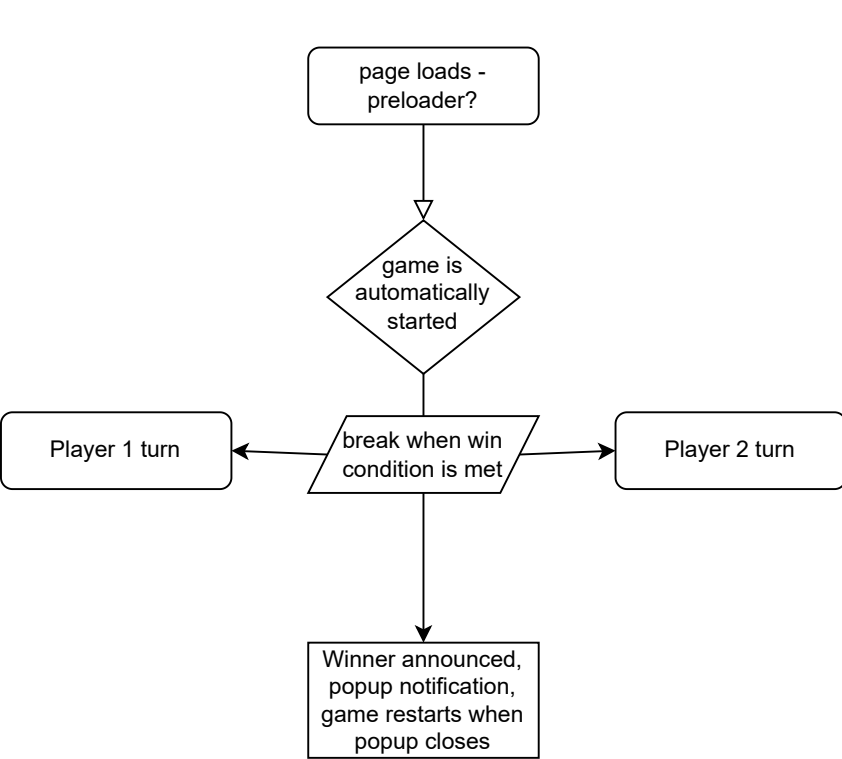 page loads -
preloader?
game is
automatically
started
Player 1 turn
break when win
condition is met
Player 2 turn
Winner announced,
popup notification,
game restarts when
popup closes